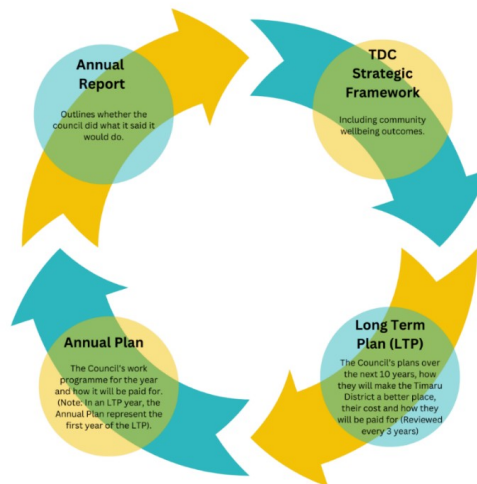 Annual
Report
Outlines whether the
council did what it said it
would do.
TDC
Strategic
Framework
Including community
wellbeing outcomes.
Long Term
Plan (LTP)
The Council's plans over
the next 10 years, how
they will make the Timaru
District a better place,
their cost and how they
will be paid for (Reviewed
every 3 years)
Annual Plan
The Council's work
programme for the year
and how it will be paid for.
(Note: In an LTP year, the
Annual Plan represent the
first year of the LTP).